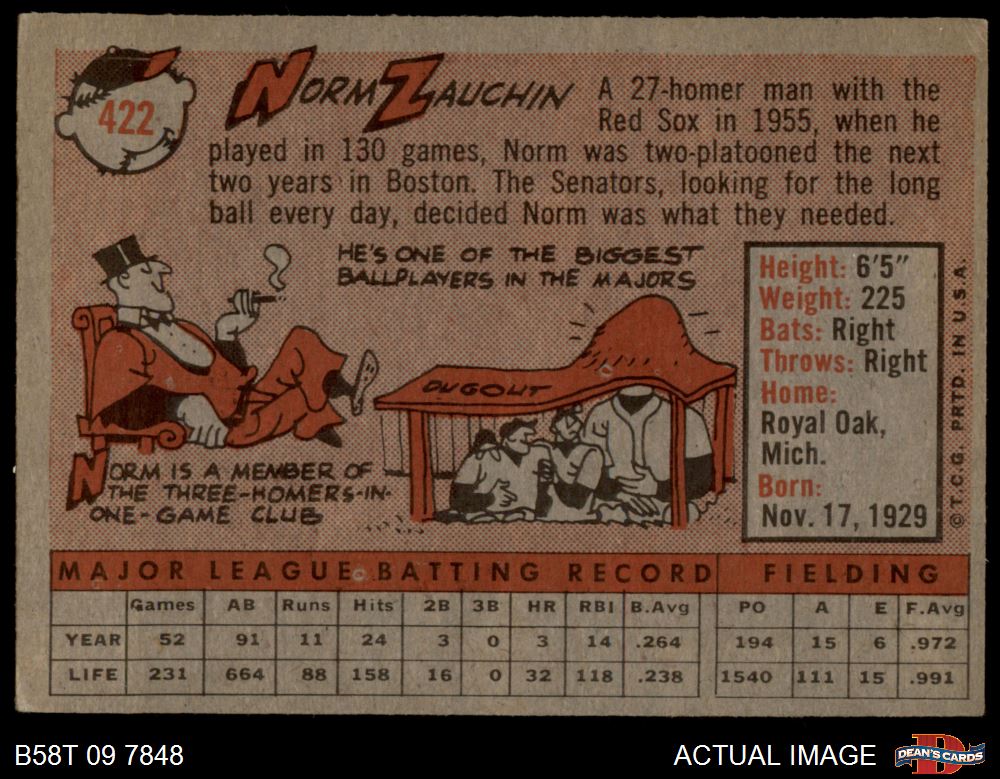 422
NORM ZAUCHIN
A 27-homer man with the
Red Sox in 1955, when he
played in 130 games, Norm was two-platooned the next
two years in Boston. The Senators, looking for the long
ball every day, decided Norm was what they needed.
HE'S ONE OF THE BIGGEST
BALLPLAYERS IN THE MAJORS
DUGOUT
NORM IS A MEMBER OF
THE THREE-HOMERS-IN-
ONE-GAME CLUB
Height: 6'5"
Weight: 225
Bats: Right
Throws: Right
Home:
Royal Oak,
Mich.
Born:
Nov. 17, 1929
© T.C.G. PRTD. IN U.S.A.
MAJOR LEAGUE BATTING RECORD FIELDING
Games AB Runs Hits 2B 3B HR RBI B.Avg PO A E F.Avg
YEAR 52 91 11 24 3 0 3 14 .264 194 15 6 .972
LIFE 231 664 88 158 16 0 32 118 .238 1540 111 15 .991
B58T 09 7848
ACTUAL IMAGE
DEAN'S CARDS